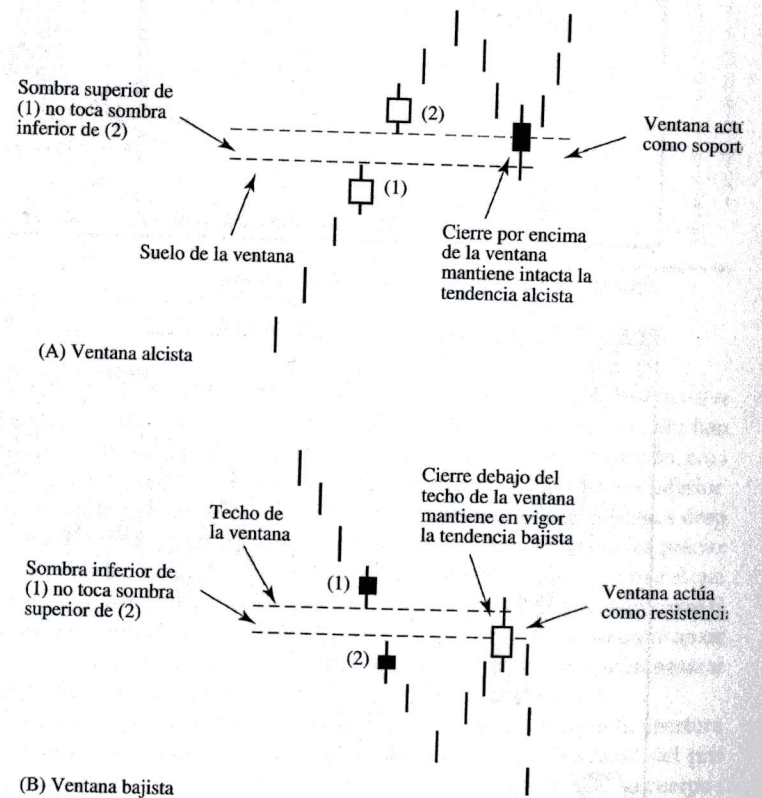 Sombra superior de
(1) no toca sombra
inferior de (2)
(2)
Ventana
como
(1)
Suelo de la ventana
Cierre por encima
de la ventana
mantiene intacta la
tendencia alcista
(A) Ventana alcista
Cierre debajo del
techo de la ventana
mantiene en vigor
la tendencia bajista
Techo de
la ventana
Sombra inferior de
(1) no toca sombra
superior de (2)
(1)
Ventana actúa
como
(2)
(B) Ventana bajista